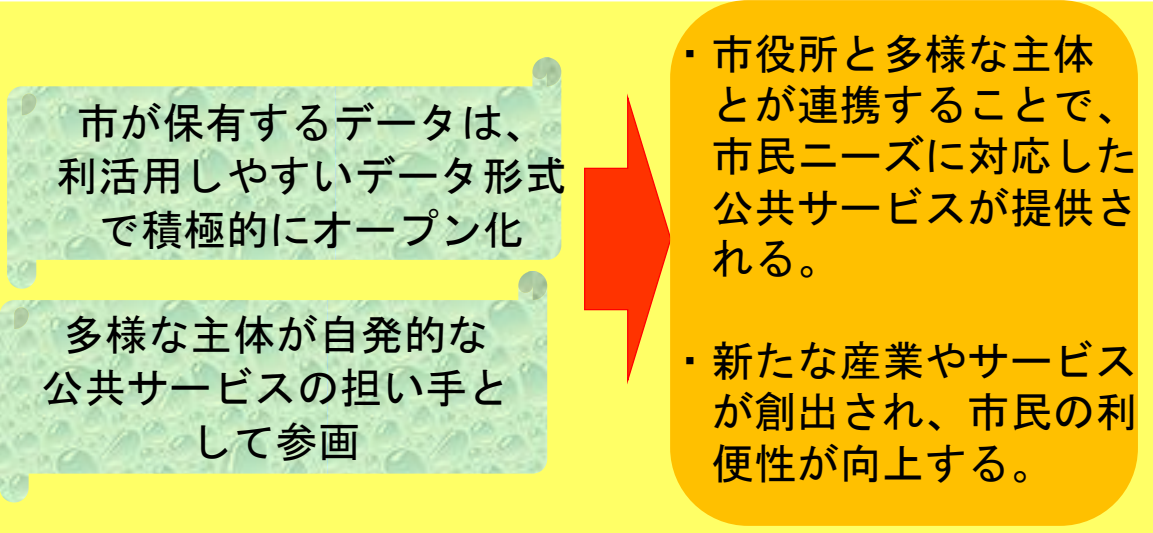 市が保有するデータは、
利活用しやすいデータ形式
で積極的にオープン化
多様な主体が自発的な
公共サービスの担い手と
して参画
・市役所と多様な主体
とが連携することで、
市民ニーズに対応した
公共サービスが提供さ
れる。
・新たな産業やサービス
が創出され、市民の利
便性が向上する。